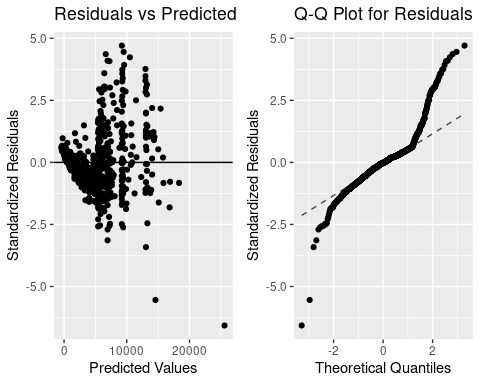 Residuals vs Predicted
5.0
2.5
0.0
-2.5
-5.0
Standardized Residuals
0
10000
20000
Predicted Values
Q-Q Plot for Residuals
5.0
2.5
0.0
-2.5
-5.0
Standardized Residuals
-2
0
2
Theoretical Quantiles